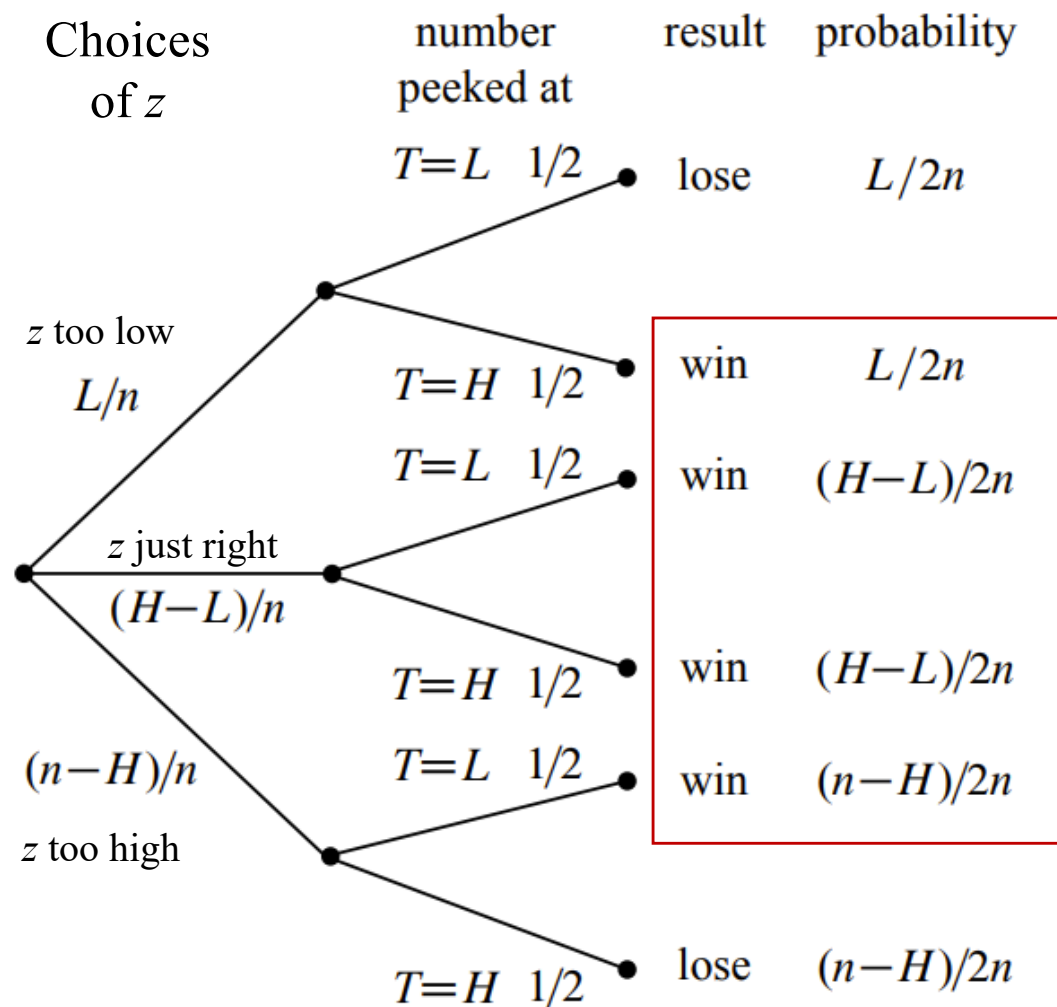 Choices
of z
number
peeked at
result
probability
T=L 1/2
lose
L/2n
z too low
L/n
T=H 1/2
win
L/2n
T=L 1/2
win
(H−L)/2n
z just right
(H−L)/n
T=H 1/2
win
(H−L)/2n
(n−H)/n
z too high
T=L 1/2
win
(n−H)/2n
T=H 1/2
lose
(n−H)/2n